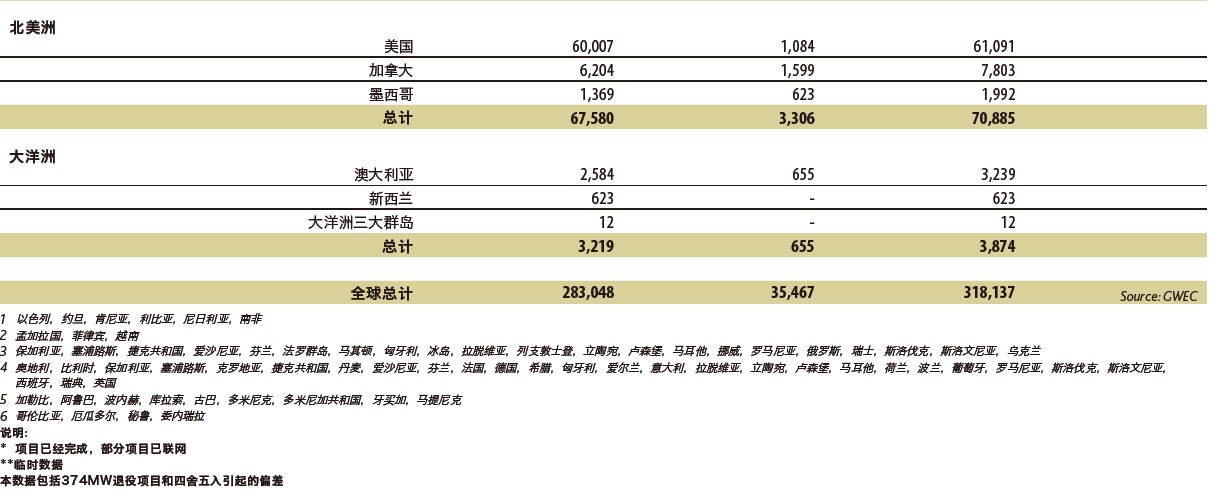 北美洲
美国 60,007 1,084 61,091
加拿大 6,204 1,599 7,803
墨西哥 1,369 623 1,992
总计 67,580 3,306 70,885
大洋洲
澳大利亚 2,584 655 3,239
新西兰 623 - 623
大洋洲三大群岛 12 - 12
总计 3,219 655 3,874
全球总计 283,048 35,467 318,137 Source: GWEC
1 以色列，约旦，肯尼亚，利比亚，尼日利亚，南非
2 孟加拉国，菲律宾，越南
3 保加利亚，塞浦路斯，捷克共和国，爱沙尼亚，芬兰，法罗群岛，马其顿，匈牙利，冰岛，拉脱维亚，列支敦士登，立陶宛，卢森堡，马耳他，挪威，罗马尼亚，俄罗斯，瑞士，斯洛伐克，斯洛文尼亚，乌克兰
4 奥地利，比利时，保加利亚，塞浦路斯，克罗地亚，捷克共和国，丹麦，爱沙尼亚，芬兰，法国，德国，希腊，匈牙利，爱尔兰，意大利，拉脱维亚，立陶宛，卢森堡，马耳他，荷兰，波兰，葡萄牙，罗马尼亚，斯洛伐克，斯洛文尼亚，
西班牙，瑞典，英国
5 加勒比，阿鲁巴，波内赫，库拉索，古巴，多米尼克，多米尼加共和国，牙买加，马提尼克
6 哥伦比亚，厄瓜多尔，秘鲁，委内瑞拉
说明:
* 项目已经完成，部分项目已联网
**临时数据
本数据包括374MW退役项目和四舍五入引起的偏差